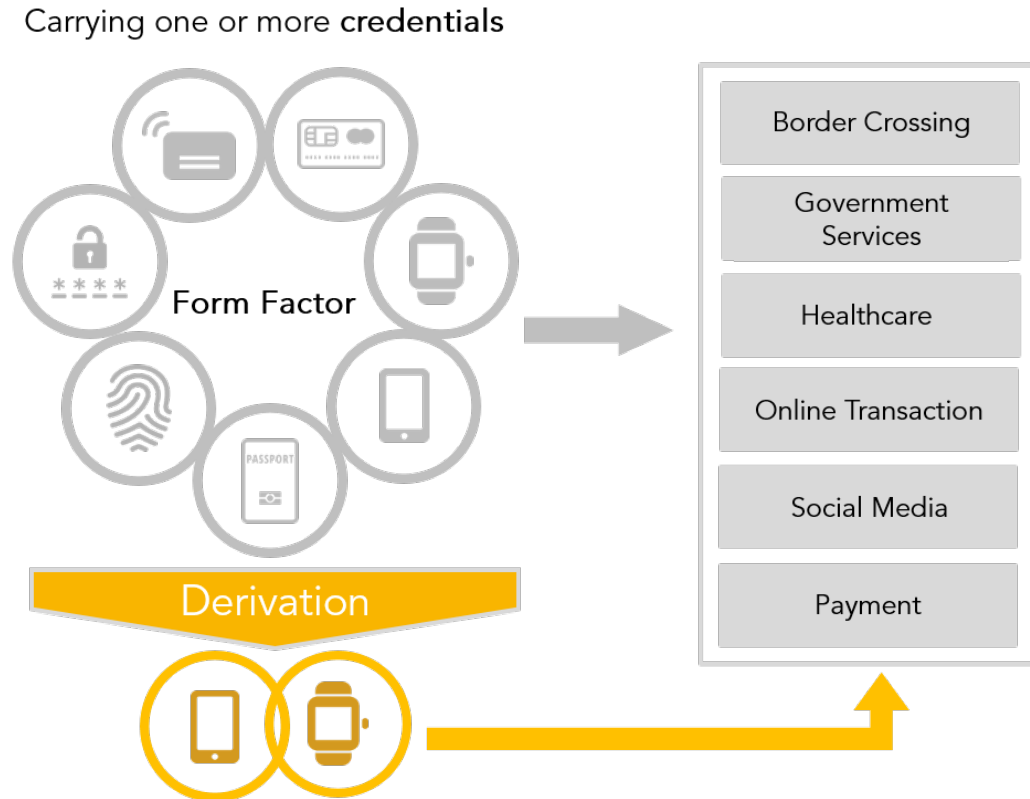 Carrying one or more credentials
Form Factor
* * * *
PASSPORT
Derivation
Border Crossing
Government
Services
Healthcare
Online Transaction
Social Media
Payment